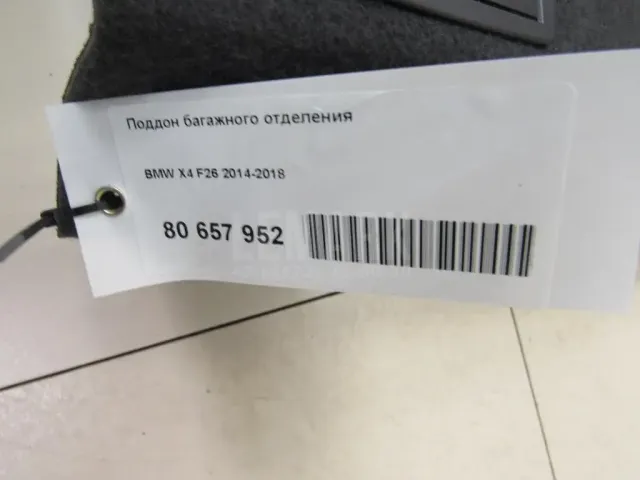 Поддон багажного отделения
BMW X4 F26 2014-2018
80 657 952